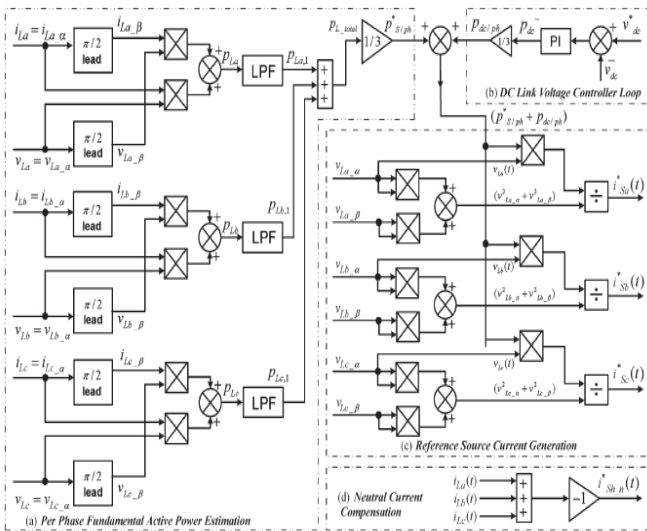 i_La = i_La_α
π/2
lead
i_La_β
p_La
LPF
p_La,1
π/2
lead
v_La = v_La_α
v_La_β
i_Lb = i_Lb_α
π/2
lead
i_Lb_β
p_Lb
LPF
p_Lb,1
π/2
lead
v_Lb = v_Lb_α
v_Lb_β
i_Lc = i_Lc_α
π/2
lead
i_Lc_β
p_Lc
LPF
p_Lc,1
π/2
lead
v_Lc = v_Lc_α
v_Lc_β
(a) Per Phase Fundamental Active Power Estimation
p_L_total
1/3
p*_S/ph
p_dc/ph
1/3
p_dc^-
PI
v*_dc
v_dc^-
(b) DC Link Voltage Controller Loop
(p*_S/ph + p_dc/ph)
v_La_α
v_La(t)
v_La_β
(v²_La_α + v²_La_β)
÷
i*_Sa(t)
v_Lb_α
v_Lb(t)
v_Lb_β
(v²_Lb_α + v²_Lb_β)
÷
i*_Sb(t)
v_Lc_α
v_Lc(t)
v_Lc_β
(v²_Lc_α + v²_Lc_β)
÷
i*_Sc(t)
(c) Reference Source Current Generation
(d) Neutral Current
Compensation
i_La(t)
i_Lb(t)
i_Lc(t)
-1
i*_Sh_n(t)